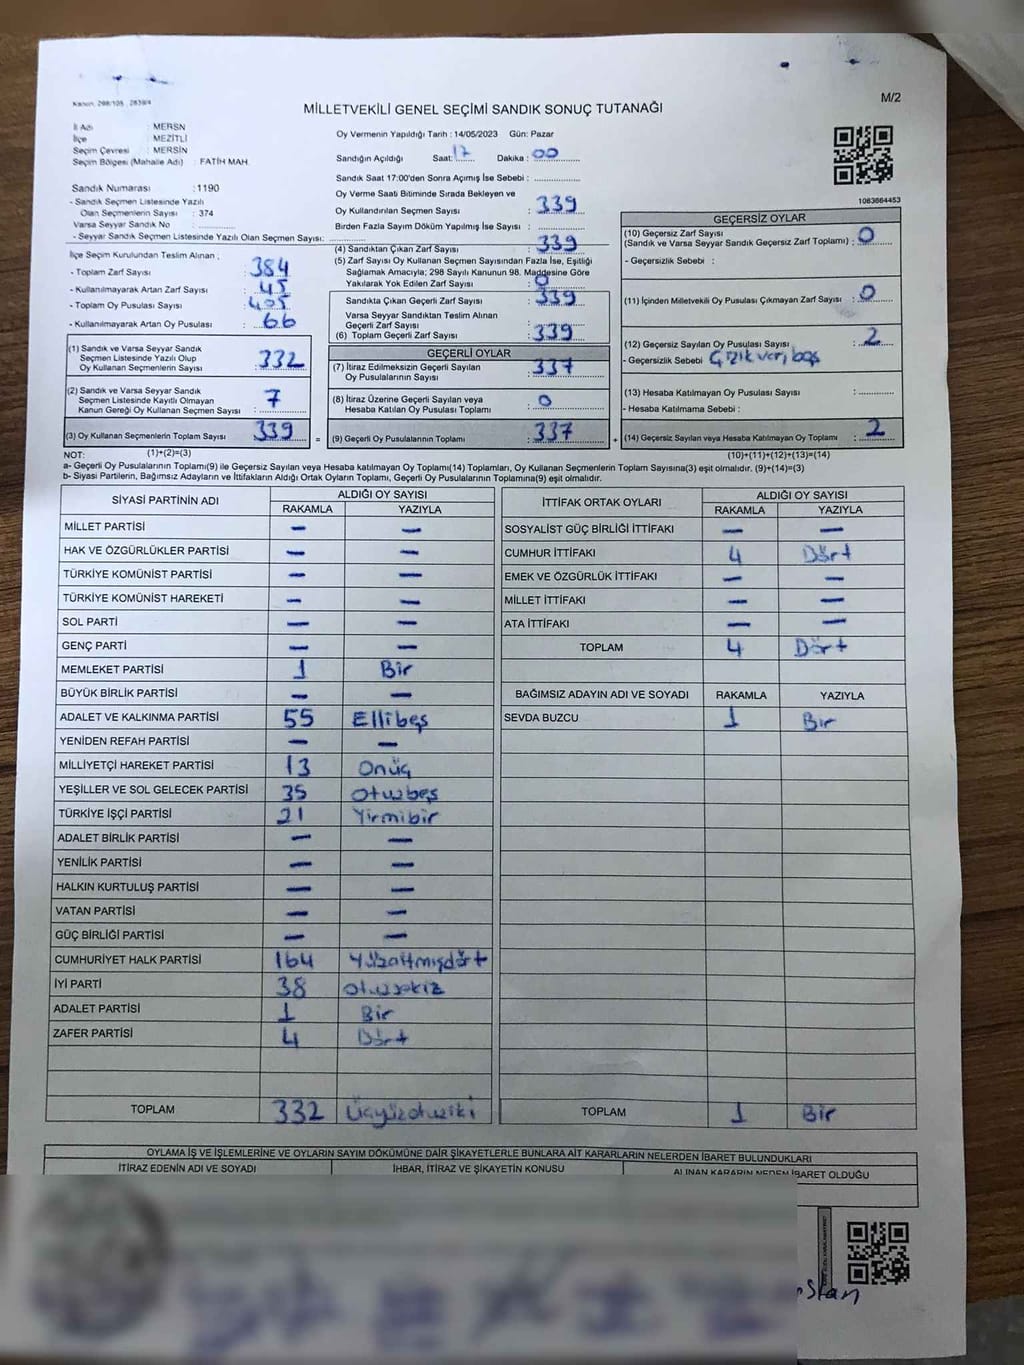 Kanun, 298/105 , 2839/4
M/2
MİLLETVEKİLİ GENEL SEÇİMİ SANDIK SONUÇ TUTANAĞI
İl Adı : MERSN
İlçe : MEZİTLİ
Seçim Çevresi : MERSİN
Seçim Bölgesi (Mahalle Adı) : FATİH MAH.
Sandık Numarası : 1190
- Sandık Seçmen Listesinde Yazılı
Olan Seçmenlerin Sayısı : 374
Varsa Seyyar Sandık No :
- Seyyar Sandık Seçmen Listesinde Yazılı Olan Seçmen Sayısı:
İlçe Seçim Kurulundan Teslim Alınan ;
- Toplam Zarf Sayısı : 384
- Kullanılmayarak Artan Zarf Sayısı : 45
- Toplam Oy Pusulası Sayısı : 405
- Kullanılmayarak Artan Oy Pusulası : 66
(1) Sandık ve Varsa Seyyar Sandık
Seçmen Listesinde Yazılı Olup
Oy Kullanan Seçmenlerin Sayısı : 332
(2) Sandık ve Varsa Seyyar Sandık
Seçmen Listesinde Kayıtlı Olmayan
Kanun Gereği Oy Kullanan Seçmen Sayısı : 7
(3) Oy Kullanan Seçmenlerin Toplam Sayısı : 339
(1)+(2)=(3)
Oy Vermenin Yapıldığı Tarih : 14/05/2023 Gün: Pazar
Sandığın Açıldığı Saat: 17 Dakika : 00
Sandık Saat 17:00'den Sonra Açımış İse Sebebi :
Oy Verme Saati Bitiminde Sırada Bekleyen ve
Oy Kullandırılan Seçmen Sayısı : 339
Birden Fazla Sayım Döküm Yapılmış İse Sayısı :
(4) Sandıktan Çıkan Zarf Sayısı : 339
(5) Zarf Sayısı Oy Kullanan Seçmen Sayısından Fazla İse, Eşitliği
Sağlamak Amacıyla; 298 Sayılı Kanunun 98. Maddesine Göre
Yakılarak Yok Edilen Zarf Sayısı : 0
Sandıkta Çıkan Geçerli Zarf Sayısı : 339
Varsa Seyyar Sandıktan Teslim Alınan
Geçerli Zarf Sayısı :
(6) Toplam Geçerli Zarf Sayısı : 339
GEÇERLİ OYLAR
(7) İtiraz Edilmeksizin Geçerli Sayılan
Oy Pusulalarının Sayısı : 337
(8) İtiraz Üzerine Geçerli Sayılan veya
Hesaba Katılan Oy Pusulası Toplamı : 0
= (9) Geçerli Oy Pusulalarının Toplamı : 337
1083664453
GEÇERSİZ OYLAR
(10) Geçersiz Zarf Sayısı
(Sandık ve Varsa Seyyar Sandık Geçersiz Zarf Toplamı) : 0
- Geçersizlik Sebebi :
(11) İçinden Milletvekili Oy Pusulası Çıkmayan Zarf Sayısı : 0
(12) Geçersiz Sayılan Oy Pusulası Sayısı : 2
- Geçersizlik Sebebi
(13) Hesaba Katılmayan Oy Pusulası Sayısı :
- Hesaba Katılmama Sebebi :
+ (14) Geçersiz Sayılan veya Hesaba Katılmayan Oy Toplamı : 2
(10)+(11)+(12)+(13)=(14)
NOT:
a- Geçerli Oy Pusulalarının Toplamı(9) ile Geçersiz Sayılan veya Hesaba katılmayan Oy Toplamı(14) Toplamları, Oy Kullanan Seçmenlerin Toplam Sayısına(3) eşit olmalıdır. (9)+(14)=(3)
b- Siyasi Partilerin, Bağımsız Adayların ve İttifakların Aldığı Ortak Oyların Toplamı, Geçerli Oy Pusulalarının Toplamına(9) eşit olmalıdır.
SİYASİ PARTİNİN ADI ALDIĞI OY SAYISI
RAKAMLA YAZIYLA
MİLLET PARTİSİ – –
HAK VE ÖZGÜRLÜKLER PARTİSİ – –
TÜRKİYE KOMÜNİST PARTİSİ – –
TÜRKİYE KOMÜNİST HAREKETİ – –
SOL PARTİ – –
GENÇ PARTİ – –
MEMLEKET PARTİSİ 1 Bir
BÜYÜK BİRLİK PARTİSİ – –
ADALET VE KALKINMA PARTİSİ 55 Ellibeş
YENİDEN REFAH PARTİSİ – –
MİLLİYETÇİ HAREKET PARTİSİ 13 Onüç
YEŞİLLER VE SOL GELECEK PARTİSİ 35 Otuzbeş
TÜRKİYE İŞÇİ PARTİSİ 21 Yirmibir
ADALET BİRLİK PARTİSİ – –
YENİLİK PARTİSİ – –
HALKIN KURTULUŞ PARTİSİ – –
VATAN PARTİSİ – –
GÜÇ BİRLİĞİ PARTİSİ – –
CUMHURİYET HALK PARTİSİ 164 Yüzaltmışdört
İYİ PARTİ 38 Otuzsekiz
ADALET PARTİSİ 1 Bir
ZAFER PARTİSİ 4 Dört
TOPLAM 332 Üçyüzotuziki
İTTİFAK ORTAK OYLARI ALDIĞI OY SAYISI
RAKAMLA YAZIYLA
SOSYALİST GÜÇ BİRLİĞİ İTTİFAKI – –
CUMHUR İTTİFAKI 4 Dört
EMEK VE ÖZGÜRLÜK İTTİFAKI – –
MİLLET İTTİFAKI – –
ATA İTTİFAKI – –
TOPLAM 4 Dört
BAĞIMSIZ ADAYIN ADI VE SOYADI RAKAMLA YAZIYLA
SEVDA BUZCU 1 Bir
TOPLAM 1 Bir
OYLAMA İŞ VE İŞLEMLERİNE VE OYLARIN SAYIM DÖKÜMÜNE DAİR ŞİKAYETLERLE BUNLARA AİT KARARLARIN NELERDEN İBARET BULUNDUKLARI
İTİRAZ EDENİN ADI VE SOYADI İHBAR, İTİRAZ VE ŞİKAYETİN KONUSU ALINAN KARARIN NEDEN İBARET OLDUĞU